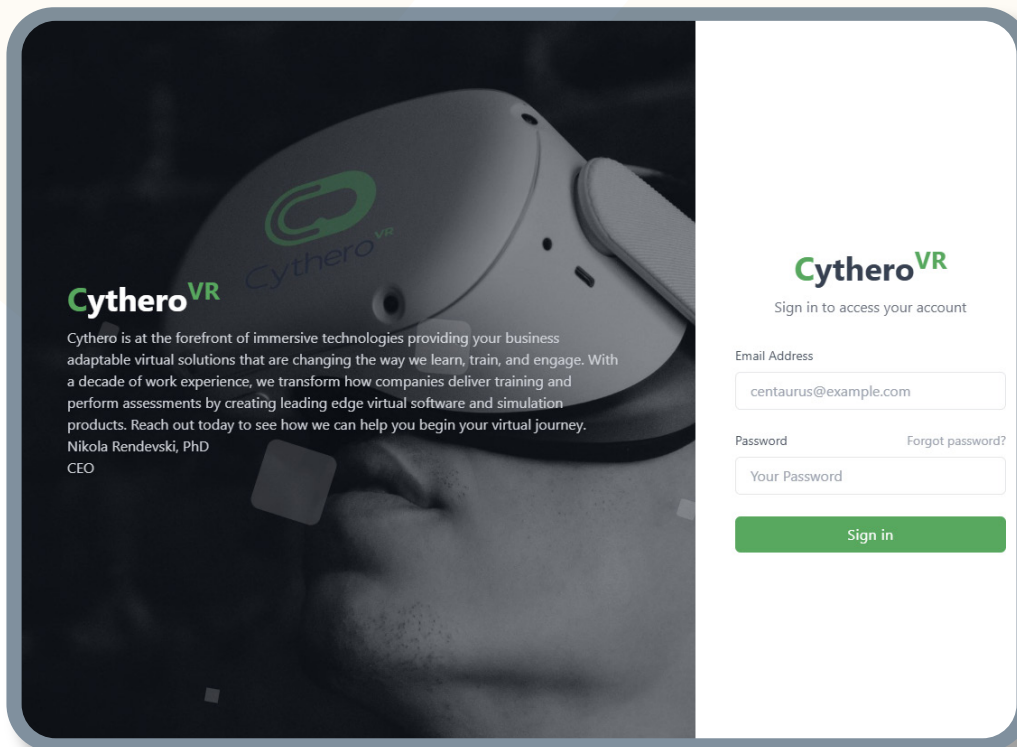 Cythero VR
CytheroVR
Cythero is at the forefront of immersive technologies providing your business
adaptable virtual solutions that are changing the way we learn, train, and engage. With
a decade of work experience, we transform how companies deliver training and
perform assessments by creating leading edge virtual software and simulation
products. Reach out today to see how we can help you begin your virtual journey.
Nikola Rendevski, PhD
CEO
CytheroVR
Sign in to access your account
Email Address
centaurus@example.com
Password Forgot password?
Your Password
Sign in